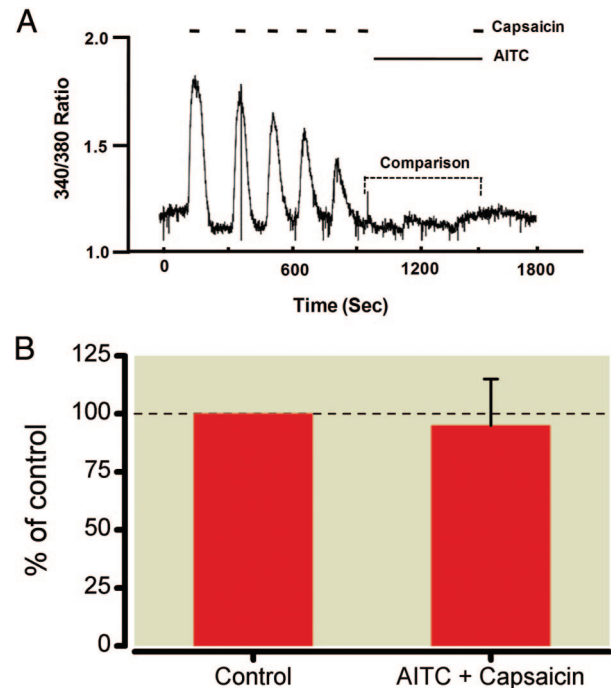 A
Capsaicin
AITC
2.0
1.5
1.0
340/380 Ratio
Comparison
0 600 1200 1800
Time (Sec)
B
125
100
75
50
25
0
% of control
Control AITC + Capsaicin